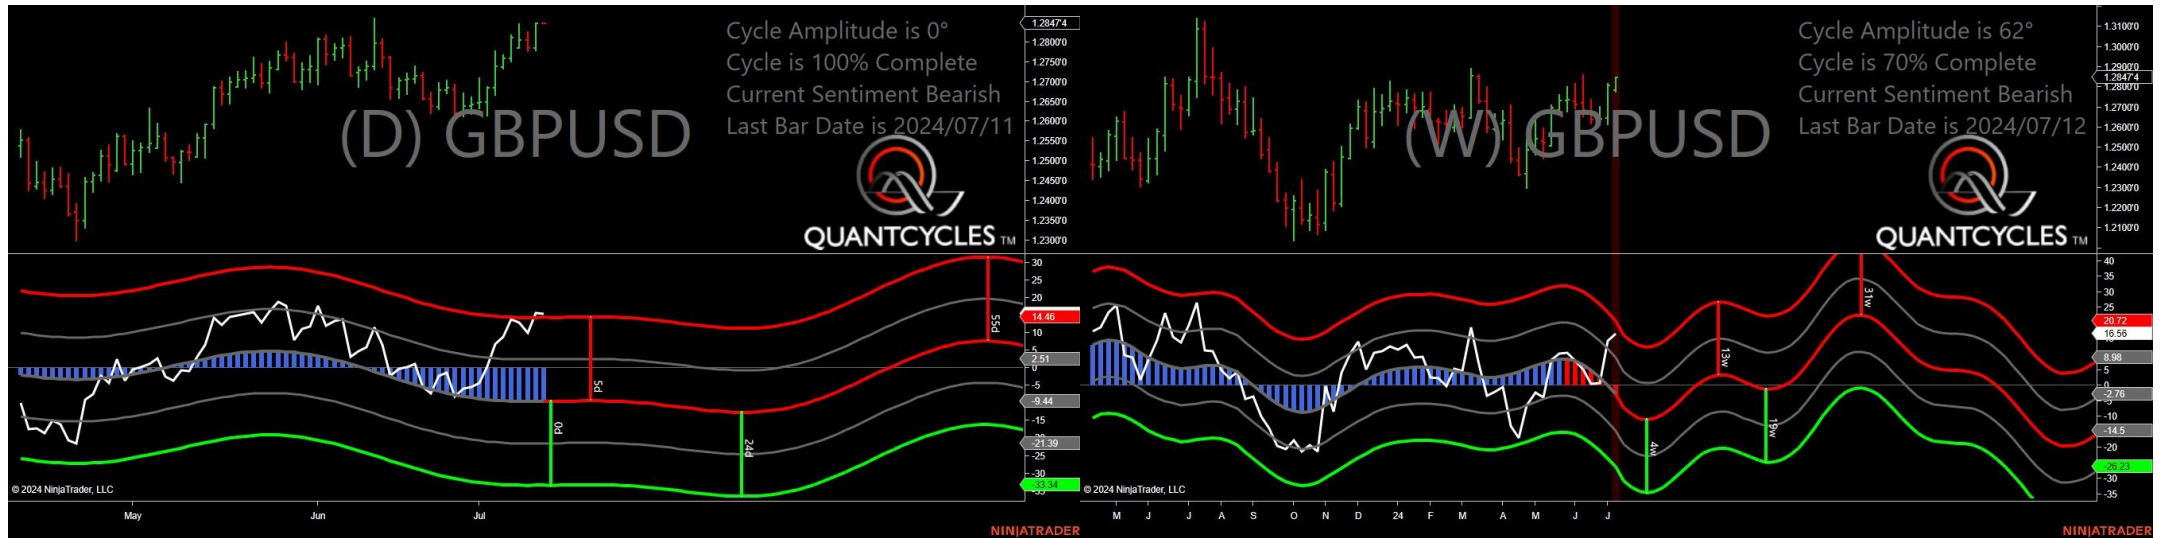 Cycle Amplitude is 0°
Cycle is 100% Complete
Current Sentiment Bearish
Last Bar Date is 2024/07/11
(D) GBPUSD
QUANTCYCLES TM
1.2847'4
1.2800'0
1.2750'0
1.2700'0
1.2650'0
1.2600'0
1.2550'0
1.2500'0
1.2450'0
1.2400'0
1.2350'0
1.2300'0
30
25
20
14.46
10
5
2.51
0
-5
-9.44
-15
-21.39
-25
-30
-33.34
5d
0d
24d
55d
© 2024 NinjaTrader, LLC
May
Jun
Jul
NINJATRADER
Cycle Amplitude is 62°
Cycle is 70% Complete
Current Sentiment Bearish
Last Bar Date is 2024/07/12
(W) GBPUSD
QUANTCYCLES TM
1.3100'0
1.3000'0
1.2900'0
1.2847'4
1.2800'0
1.2700'0
1.2600'0
1.2500'0
1.2400'0
1.2300'0
1.2200'0
1.2100'0
40
35
30
25
20.72
16.56
8.98
5
0
-2.76
-10
-14.5
-20
-26.23
-30
-35
4w
13w
19w
31w
© 2024 NinjaTrader, LLC
M J J A S O N D 24 F M A M J J
NINJATRADER